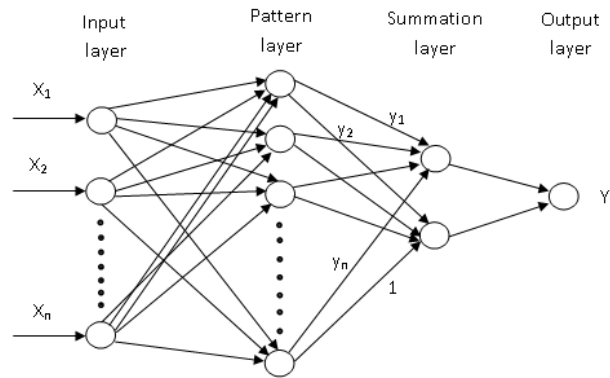 Input
layer
Pattern
layer
Summation
layer
Output
layer
X1
X2
Xn
y1
y2
yn
1
Y